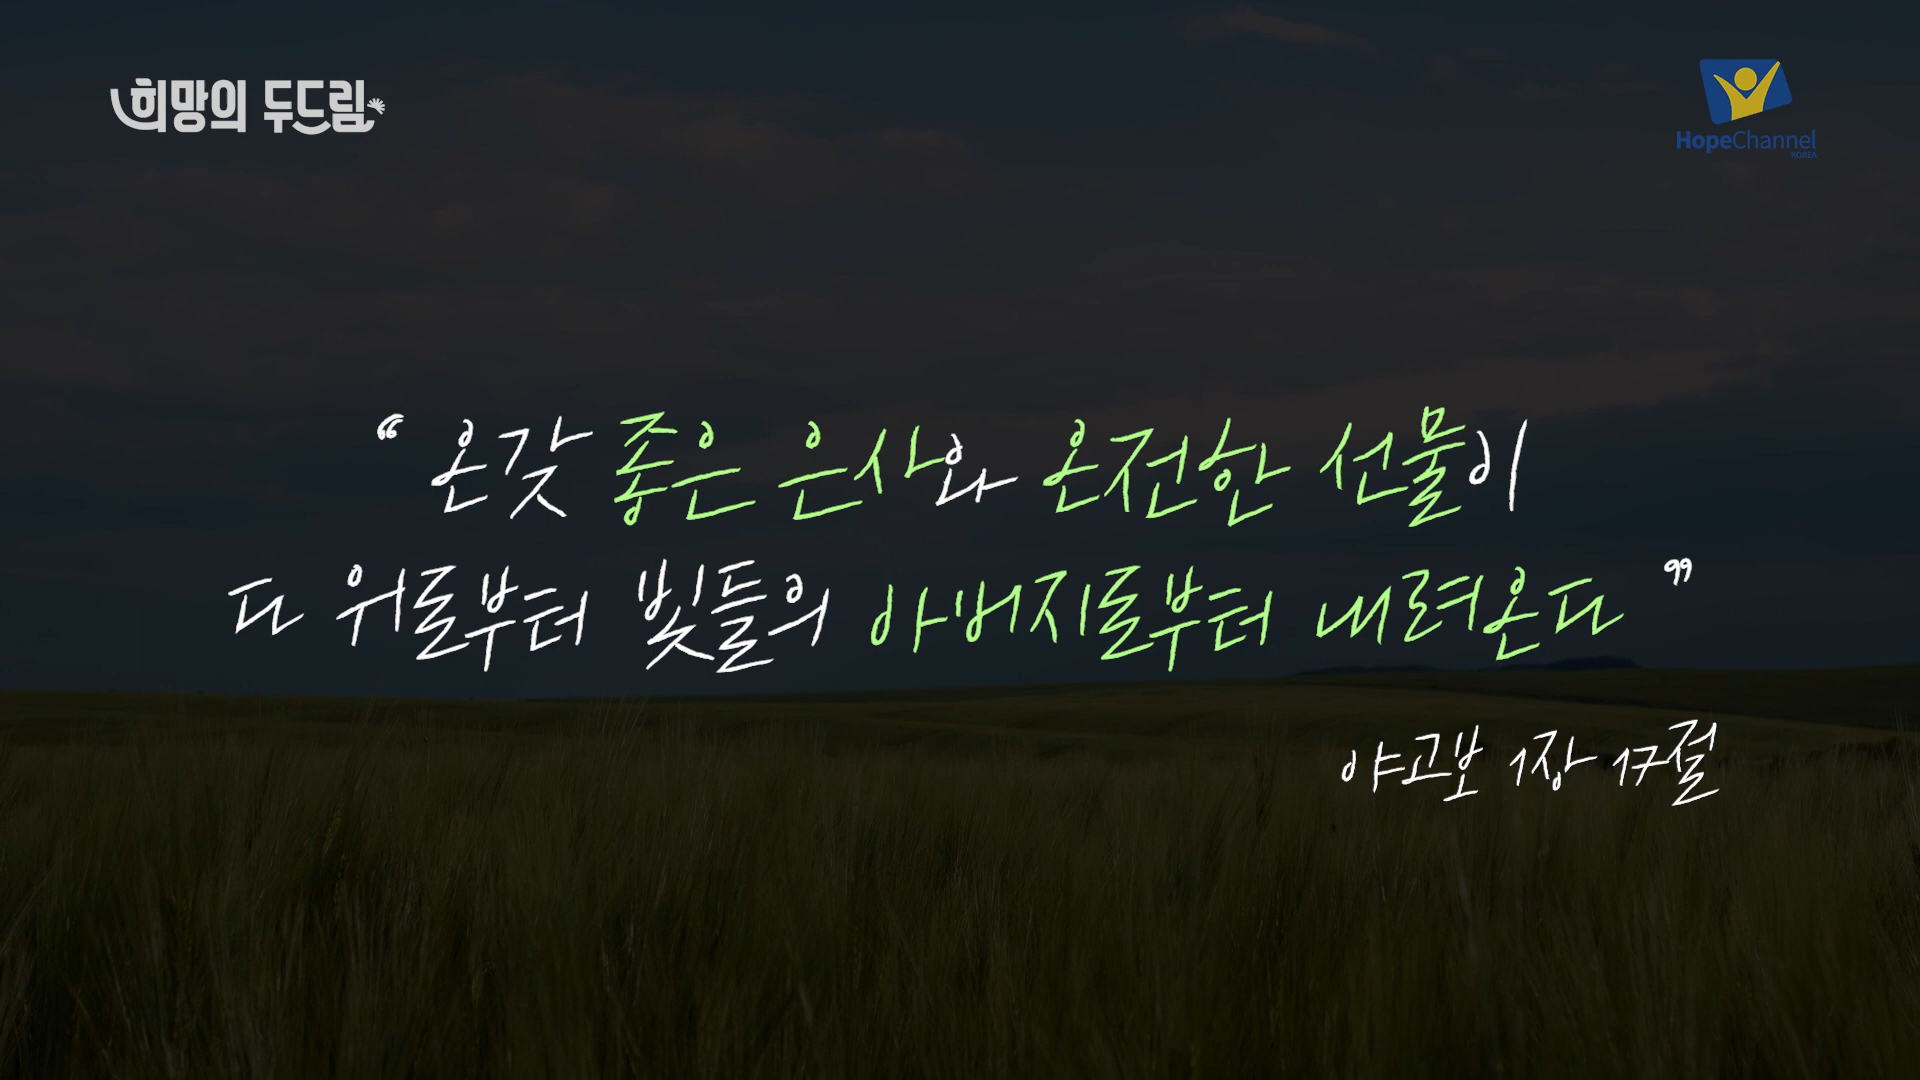 희망의 두드림
HopeChannel
KOREA
“ 온갖 좋은 은사와 온전한 선물이
다 위로부터 빛들의 아버지로부터 내려온다 ”
야고보 1장 17절